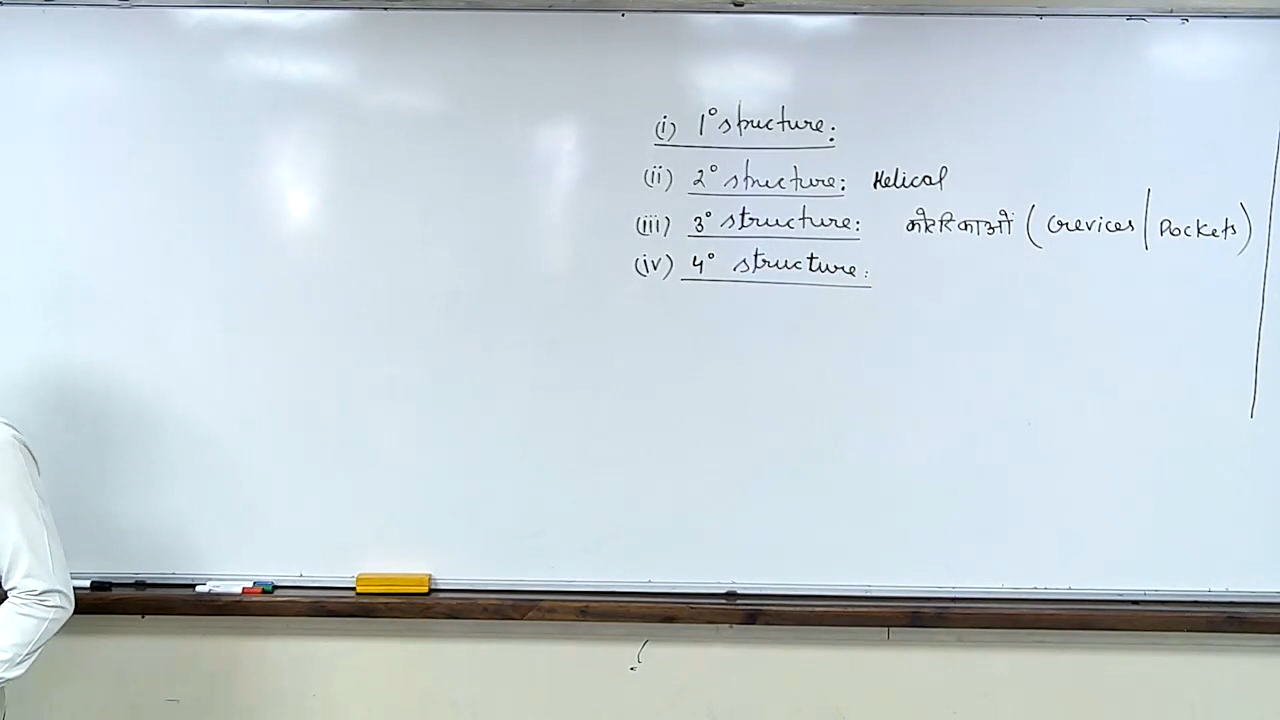 (i) 1° structure:
(ii) 2° structure: Helical
(iii) 3° structure: कोटरिकाओं (Crevices | Pockets)
(iv) 4° structure: